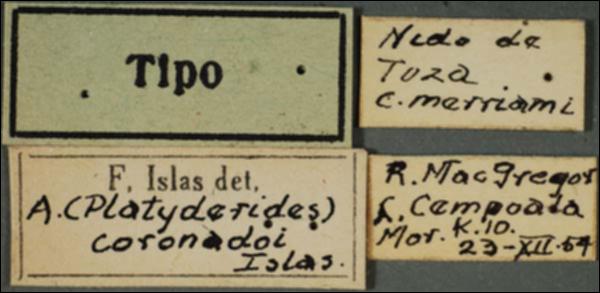 Tipo
Nido de
Tuza
C. merriami
F. Islas det.
A. (Platyderides)
coronadoi
Islas.
R. MacGregor
L. Cempoala
Mor. K. 10.
23-XII.54